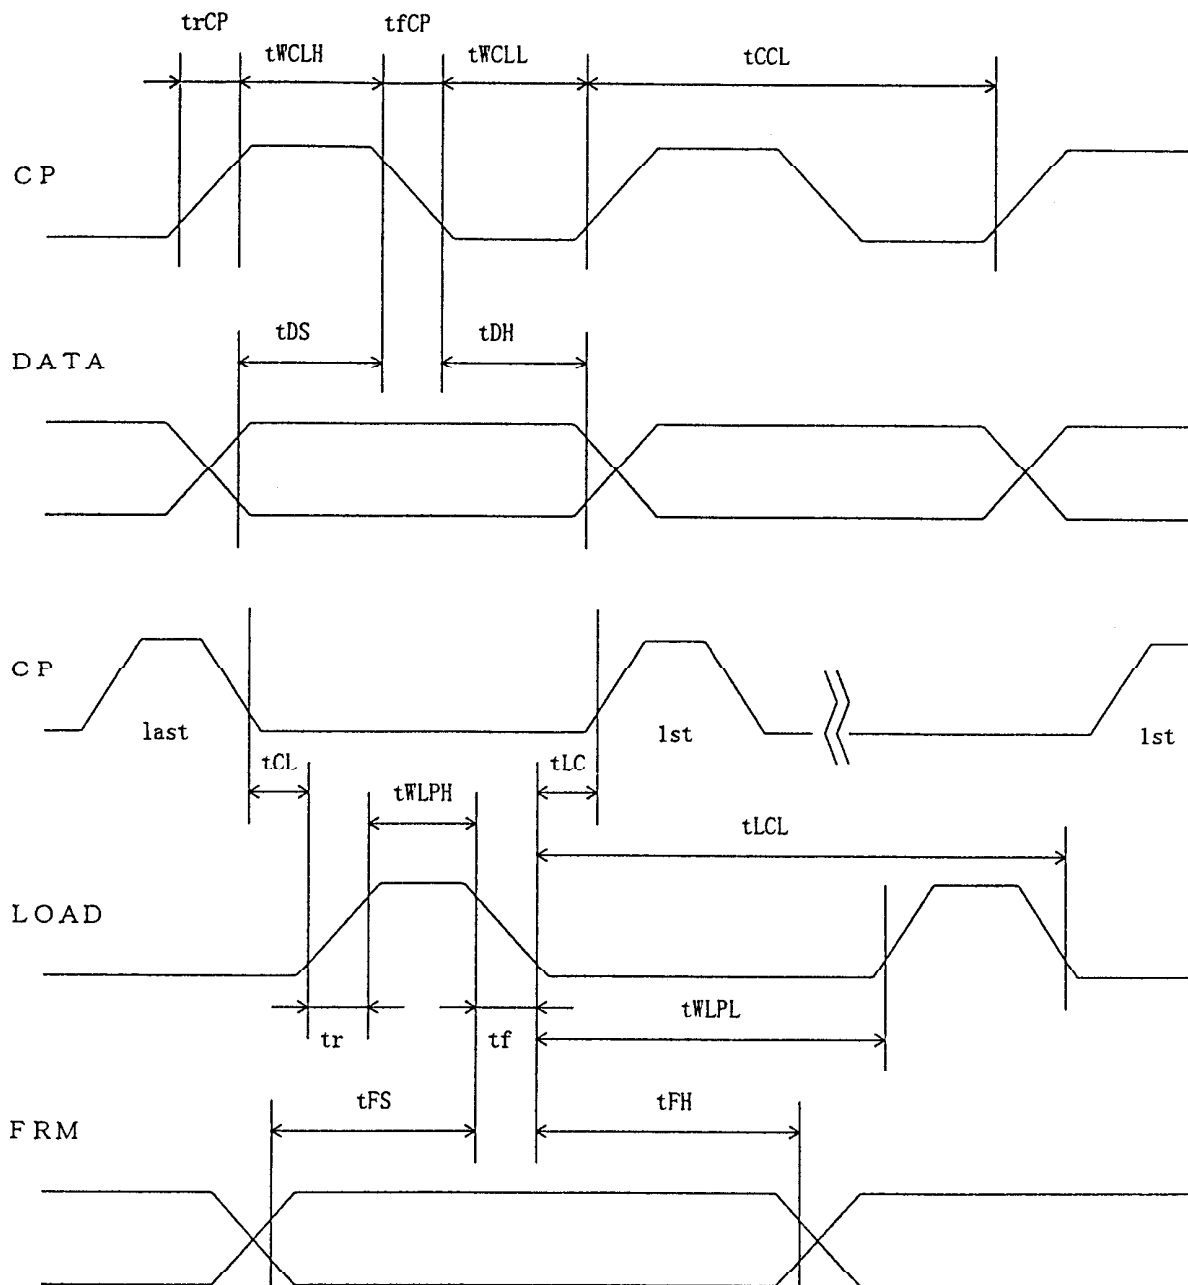 trCP tfCP
tWCLH tWCLL tCCL
CP
tDS tDH
DATA
CP
last 1st 1st
tCL tLC
tWLPH
tLCL
LOAD
tWLPL
tr tf
tFS tFH
FRM